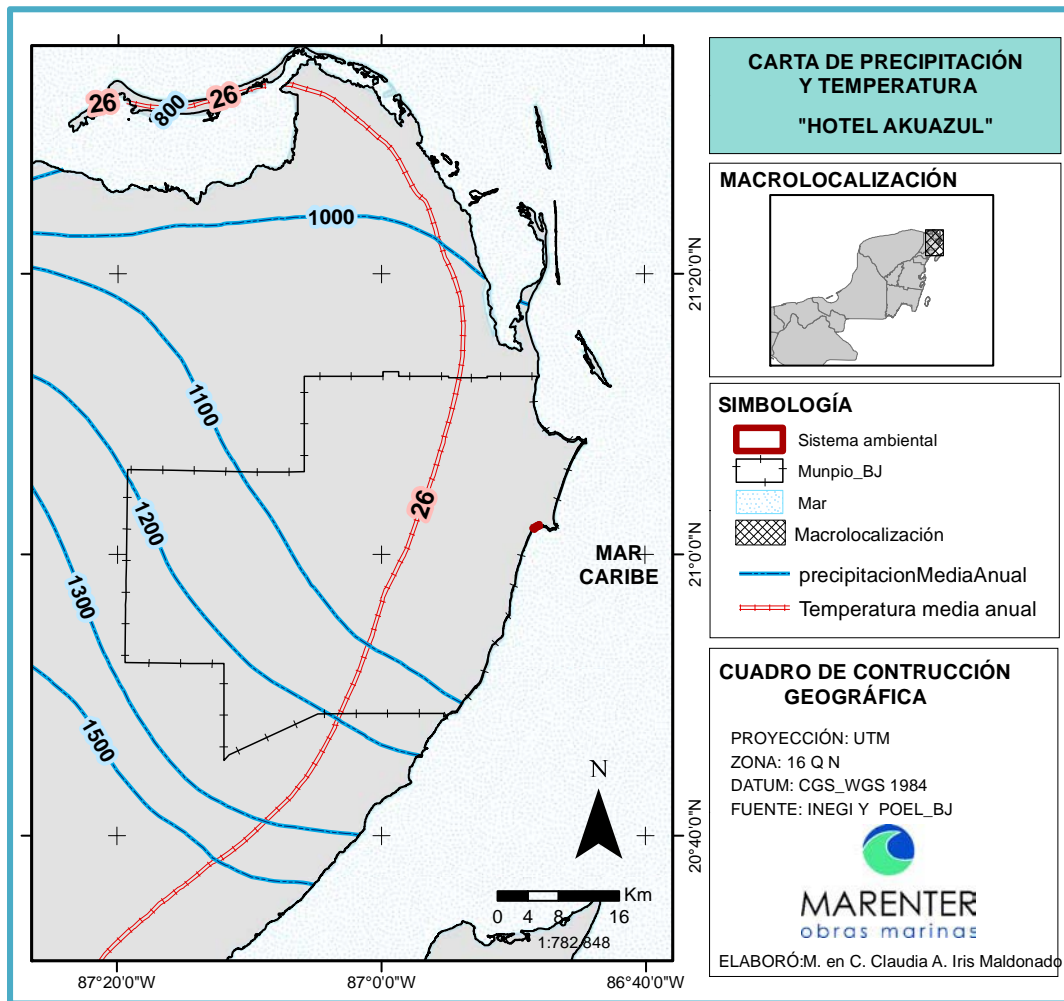 26
800
26
1000
1100
1200
1300
1500
26
MAR
CARIBE
N
Km
0 4 8 16
1:782,848
87°20'0"W
87°0'0"W
86°40'0"W
21°20'0"N
21°0'0"N
20°40'0"N
CARTA DE PRECIPITACIÓN
Y TEMPERATURA
"HOTEL AKUAZUL"
MACROLOCALIZACIÓN
SIMBOLOGÍA
Sistema ambiental
Munpio_BJ
Mar
Macrolocalización
precipitacionMediaAnual
Temperatura media anual
CUADRO DE CONTRUCCIÓN
GEOGRÁFICA
PROYECCIÓN: UTM
ZONA: 16 Q N
DATUM: CGS_WGS 1984
FUENTE: INEGI Y POEL_BJ
MARENTER
obras marinas
ELABORÓ:M. en C. Claudia A. Iris Maldonado